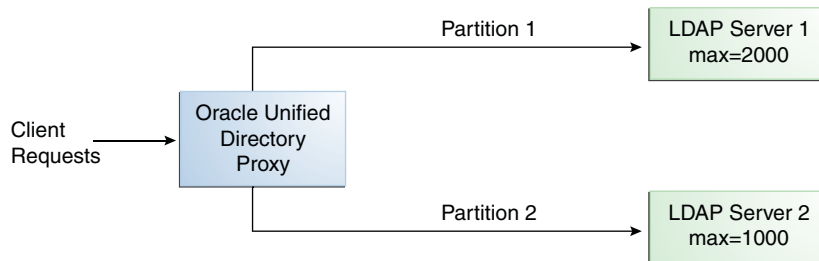 Client
Requests
Oracle Unified
Directory
Proxy
Partition 1
LDAP Server 1
max=2000
Partition 2
LDAP Server 2
max=1000